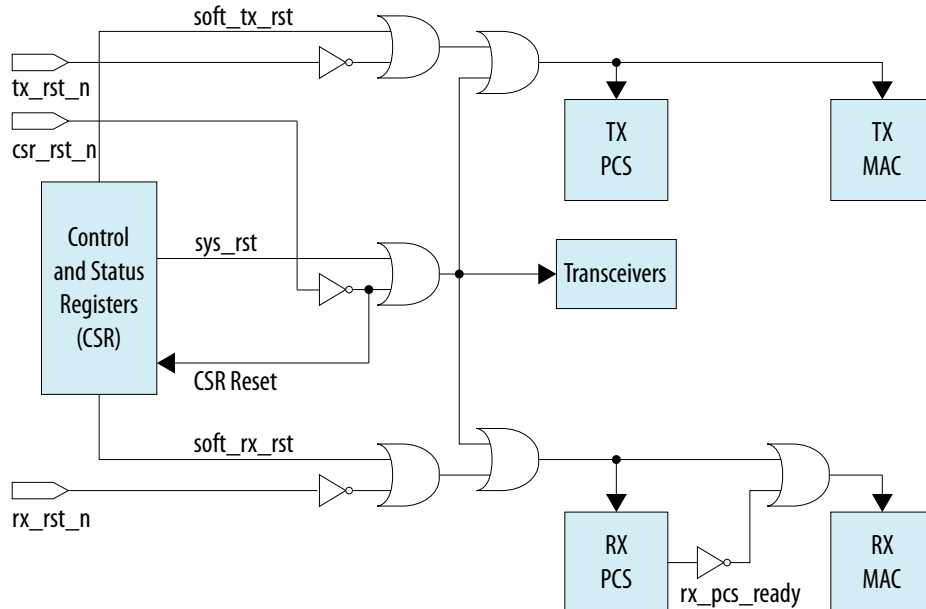 soft_tx_rst
tx_rst_n
csr_rst_n
TX
PCS
TX
MAC
Control
and Status
Registers
(CSR)
sys_rst
Transceivers
CSR Reset
soft_rx_rst
rx_rst_n
RX
PCS
rx_pcs_ready
RX
MAC